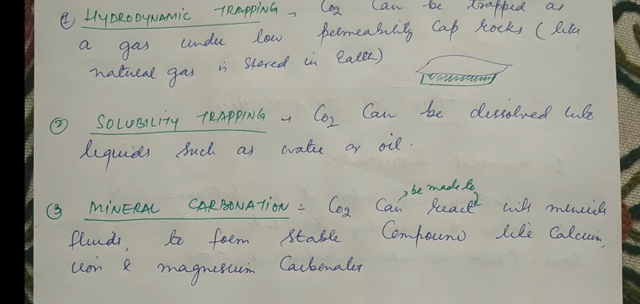 ① HYDRODYNAMIC TRAPPING → CO2 can be trapped as
a gas under low permeability cap rocks (like
natural gas is stored in Earth)
② SOLUBILITY TRAPPING → CO2 can be dissolved into
liquids such as water or oil.
③ MINERAL CARBONATION :- CO2 can be made to react with minerals
fluids, to form stable compound like calcium,
iron & magnesium carbonates